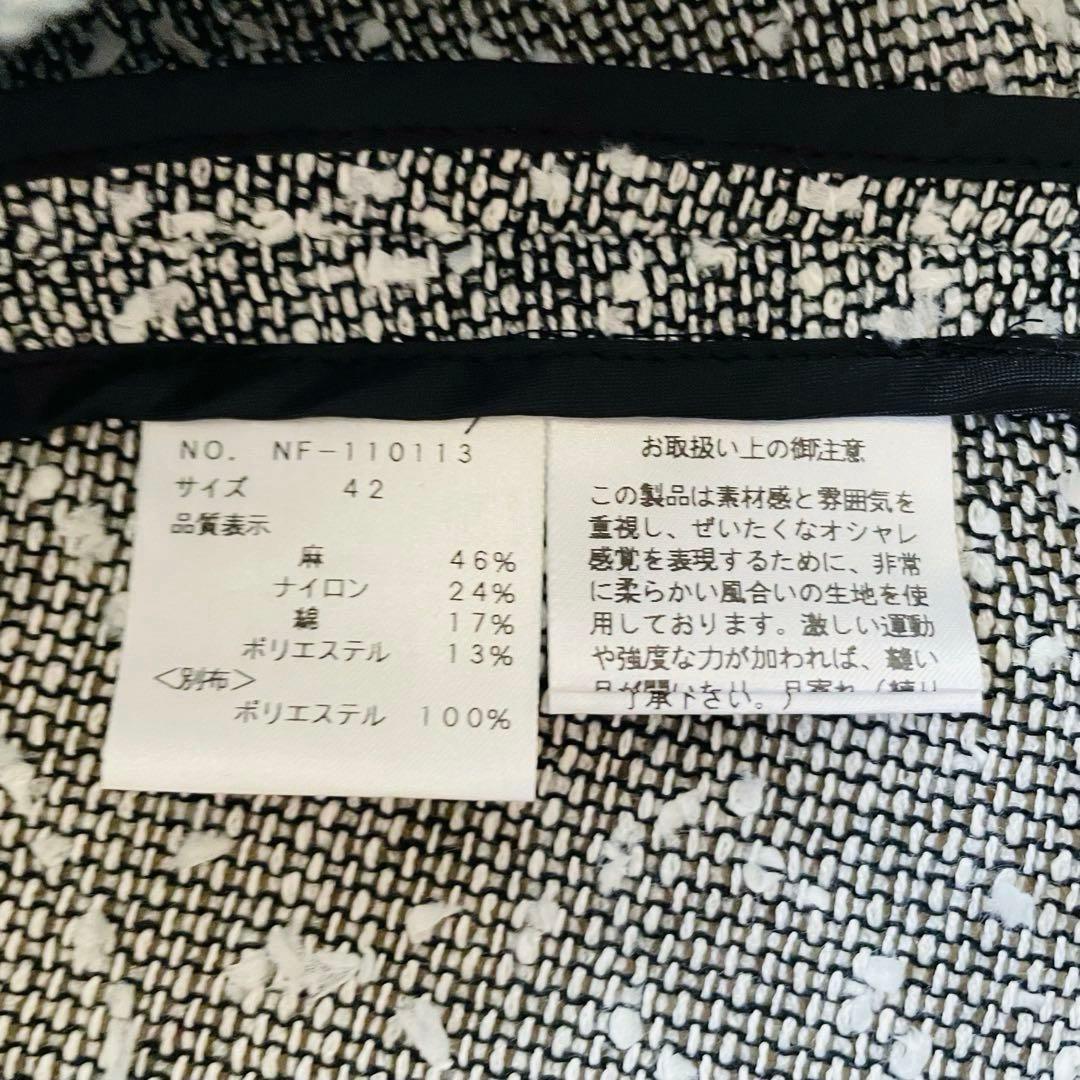 NO. NF-110113
サイズ 42
品質表示
麻 46%
ナイロン 24%
綿 17%
ポリエステル 13%
<別布>
ポリエステル 100%
お取扱い上の御注意
この製品は素材感と雰囲気を
重視し、ぜいたくなオシャレ
感覚を表現するために、非常
に柔らかい風合いの生地を使
用しております。激しい運動
や強度な力が加われば、縫い
了承下さい。)